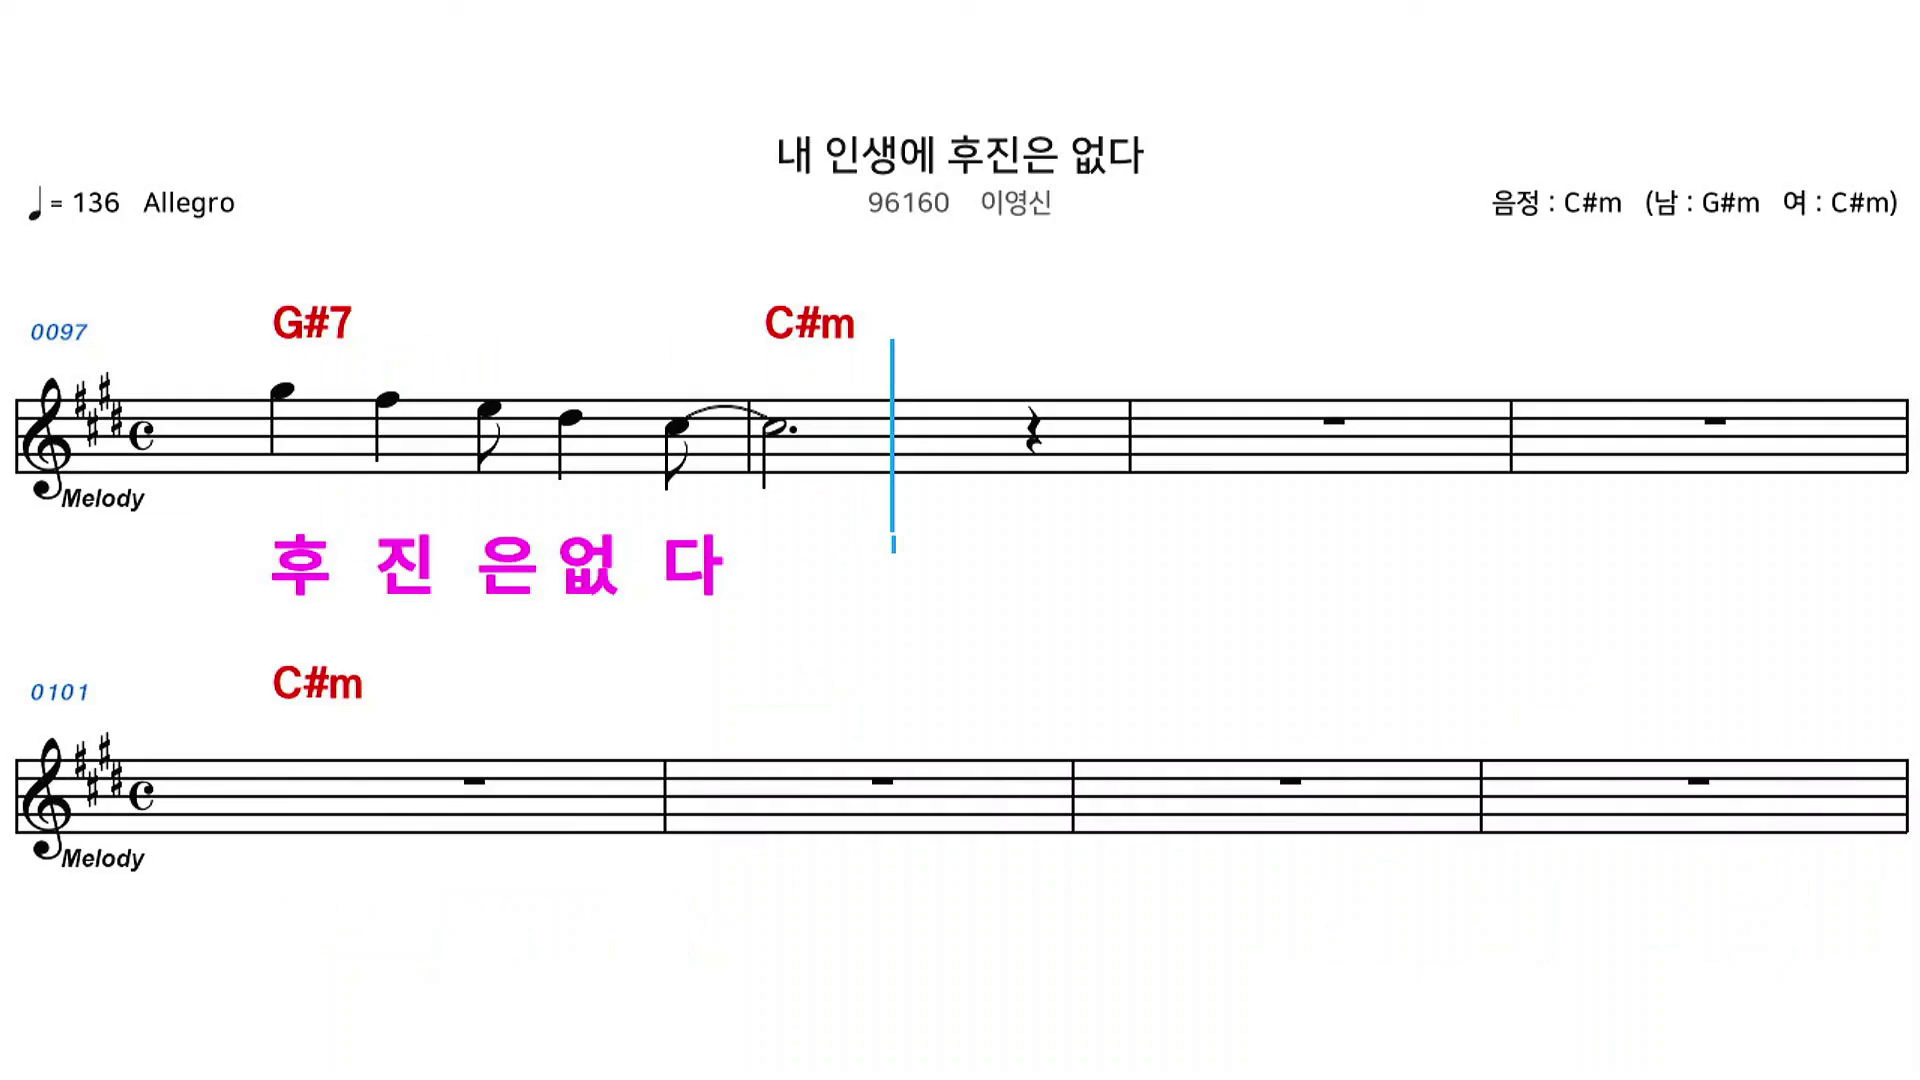 내 인생에 후진은 없다
♩= 136 Allegro 96160 이영신 음정 : C#m (남 : G#m 여 : C#m)
0097 G#7 C#m
Melody
후 진 은 없 다
0101 C#m
Melody